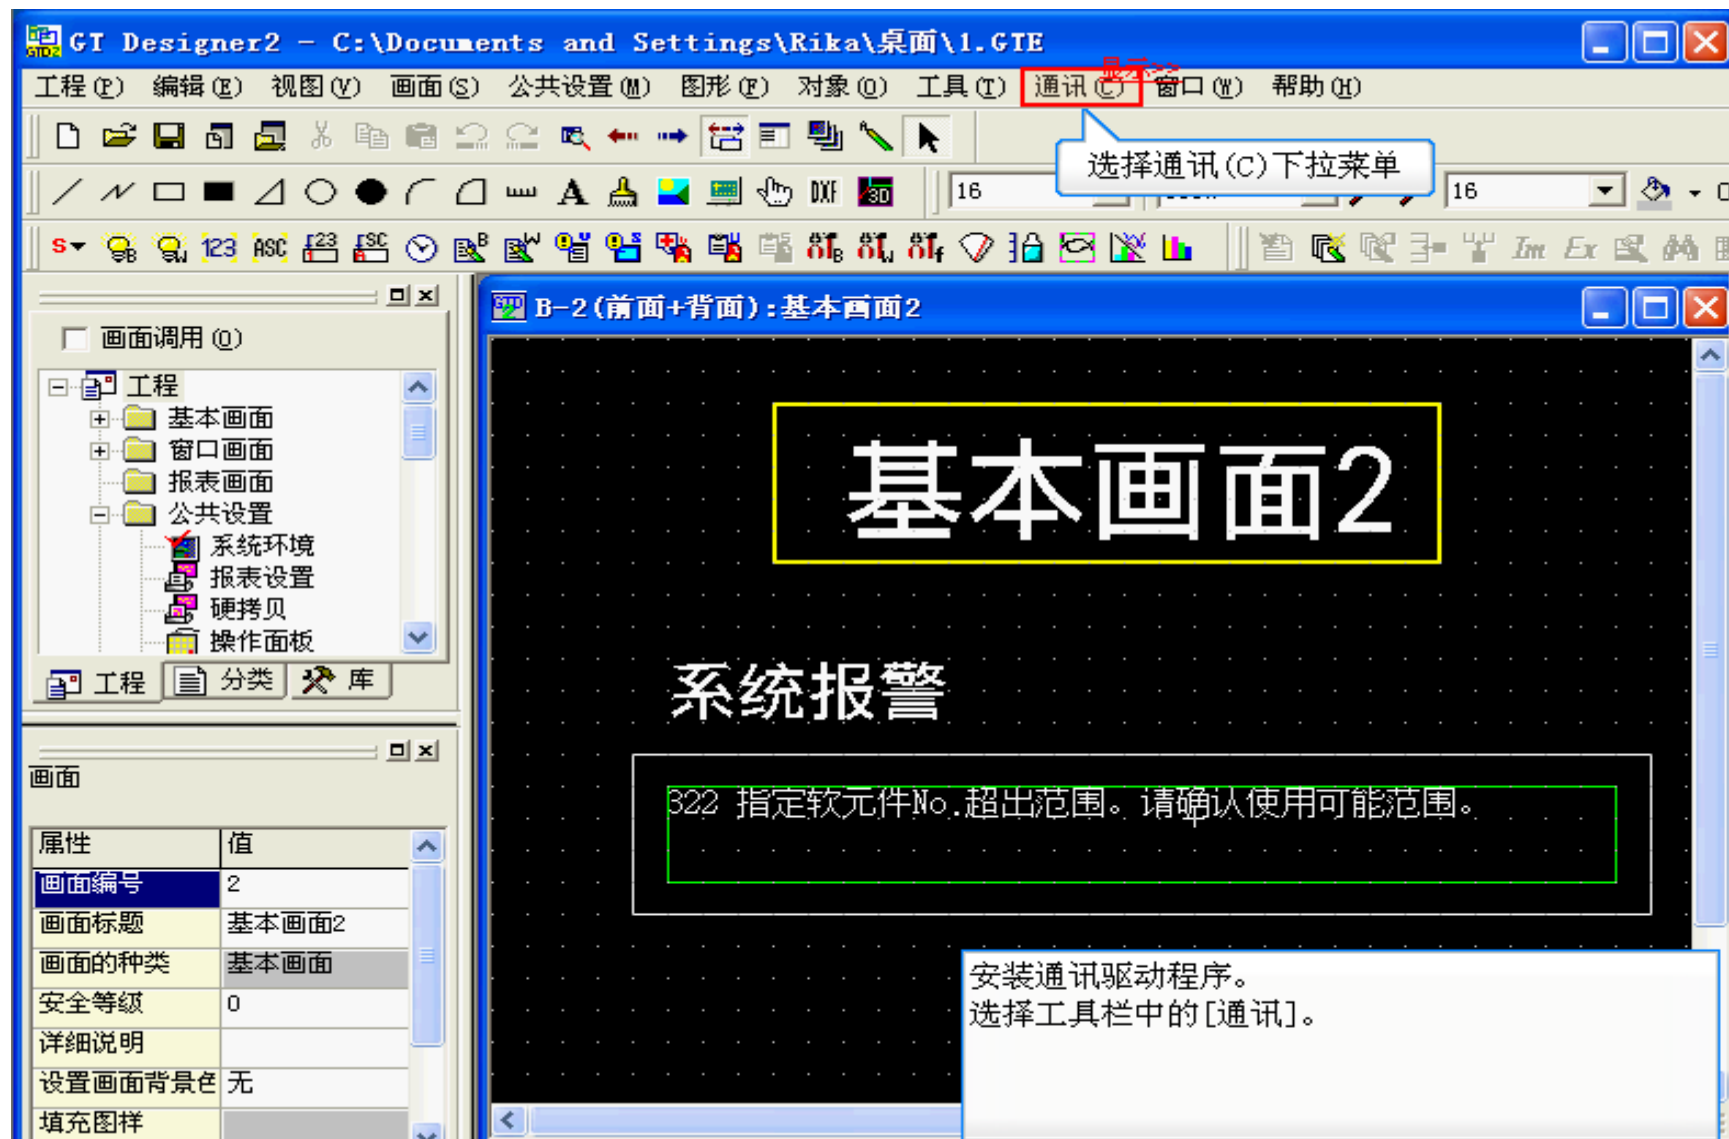 GT Designer2 - C:\Documents and Settings\Rika\桌面\1.GTE
工程(P) 编辑(E) 视图(V) 画面(S) 公共设置(M) 图形(F) 对象(O) 工具(T) 通讯(C) 窗口(W) 帮助(H)
显示>>
选择通讯(C)下拉菜单
A DXF 3D 16 16
S B W 123 ASC 123 B W
Im Ex
画面调用(O)
B-2(前面+背面):基本画面2
工程
基本画面
窗口画面
报表画面
公共设置
系统环境
报表设置
硬拷贝
操作面板
工程 分类 库
基本画面2
系统报警
322 指定软元件No.超出范围。请确认使用可能范围。
画面
属性 值
画面编号 2
画面标题 基本画面2
画面的种类 基本画面
安全等级 0
详细说明
设置画面背景色 无
填充图样
安装通讯驱动程序。
选择工具栏中的[通讯]。